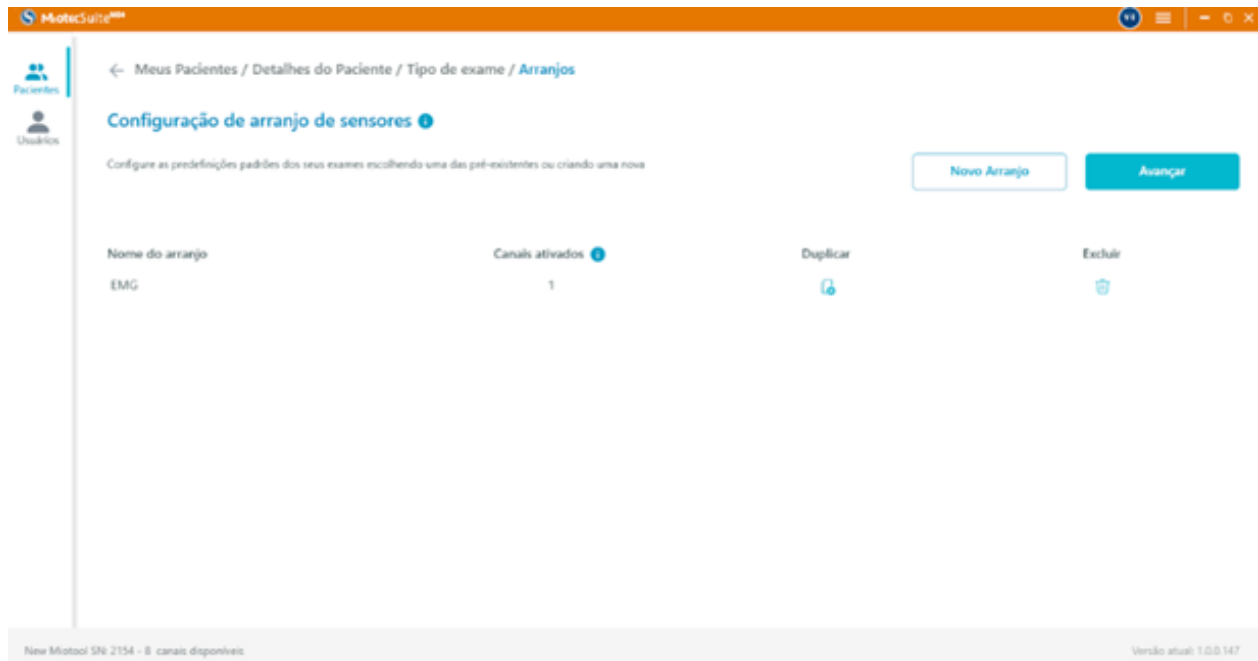 MiotecSuite
Pacientes
Usuários
← Meus Pacientes / Detalhes do Paciente / Tipo de exame / Arranjos
Configuração de arranjo de sensores
Configure as predefinições padrões dos seus exames escolhendo uma das pré-existentes ou criando uma nova
Novo Arranjo
Avançar
Nome do arranjo Canais ativados Duplicar Excluir
EMG 1
New Miotool SN: 2154 - 8 canais disponíveis
Versão atual: 1.0.0.147